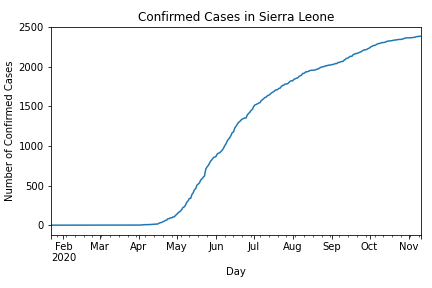 Confirmed Cases in Sierra Leone
Number of Confirmed Cases
2500
2000
1500
1000
500
0
Feb Mar Apr May Jun Jul Aug Sep Oct Nov
2020
Day